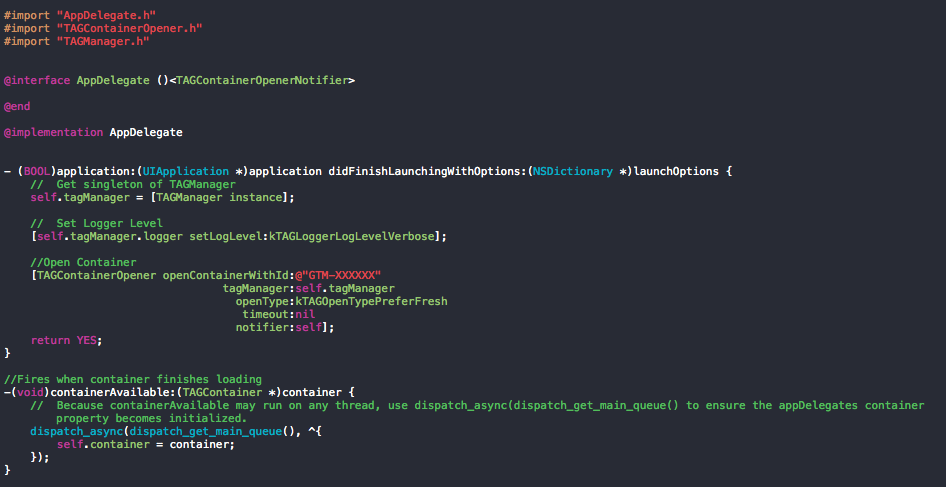 #import "AppDelegate.h"
#import "TAGContainerOpener.h"
#import "TAGManager.h"
@interface AppDelegate ()<TAGContainerOpenerNotifier>
@end
@implementation AppDelegate
- (BOOL)application:(UIApplication *)application didFinishLaunchingWithOptions:(NSDictionary *)launchOptions {
//  Get singleton of TAGManager
self.tagManager = [TAGManager instance];
//  Set Logger Level
[self.tagManager.logger setLogLevel:kTAGLoggerLogLevelVerbose];
//Open Container
[TAGContainerOpener openContainerWithId:@"GTM-XXXXXX"
tagManager:self.tagManager
openType:kTAGOpenTypePreferFresh
timeout:nil
notifier:self];
return YES;
}
//Fires when container finishes loading
-(void)containerAvailable:(TAGContainer *)container {
//  Because containerAvailable may run on any thread, use dispatch_async(dispatch_get_main_queue() to ensure the appDelegates container
property becomes initialized.
dispatch_async(dispatch_get_main_queue(), ^{
self.container = container;
});
}